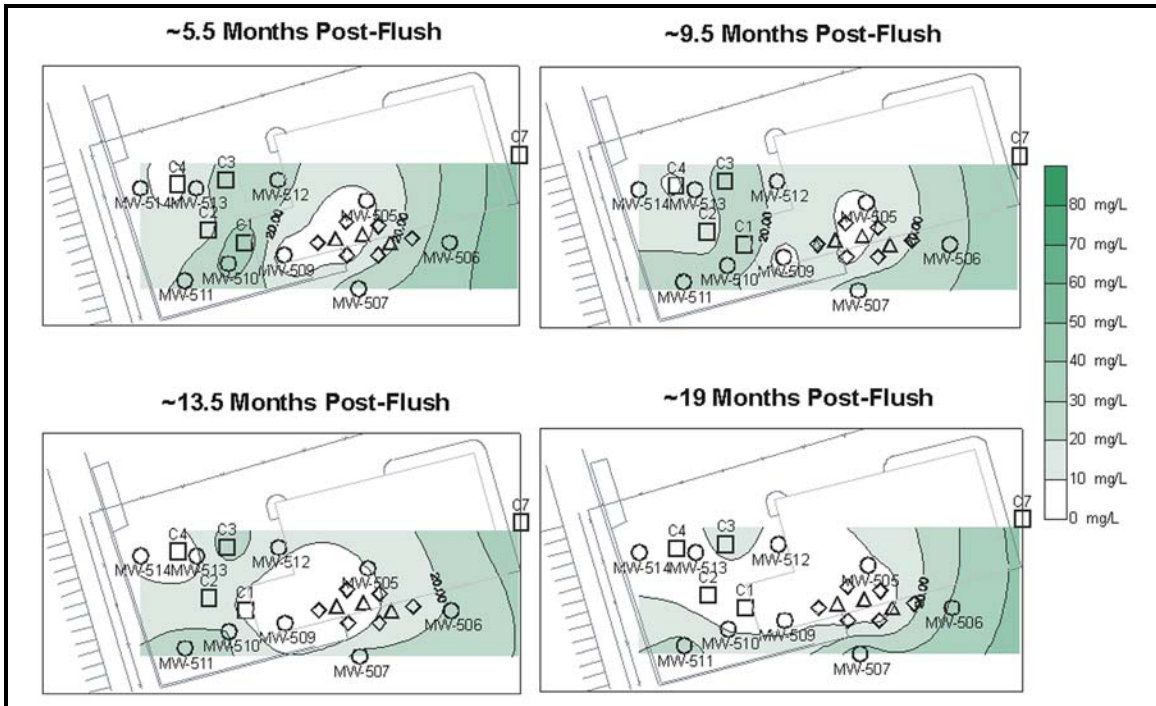 ~5.5 Months Post-Flush
~9.5 Months Post-Flush
C7
C4
C3
MW-512
MW-514
MW-513
C2
C1
20.00
MW-505
20.00
MW-509
MW-510
MW-506
MW-511
MW-507
C7
C4
C3
MW-512
MW-514
MW-513
C2
C1
20.00
MW-505
MW-509
MW-510
MW-506
MW-511
MW-507
80 mg/L
70 mg/L
60 mg/L
50 mg/L
40 mg/L
30 mg/L
20 mg/L
10 mg/L
0 mg/L
~13.5 Months Post-Flush
~19 Months Post-Flush
C7
C4
C3
MW-512
MW-514
MW-513
C2
C1
MW-505
20.00
MW-509
MW-510
MW-506
MW-511
MW-507
C7
C4
C3
MW-512
MW-514
MW-513
C2
C1
MW-505
MW-509
MW-510
MW-506
MW-511
MW-507